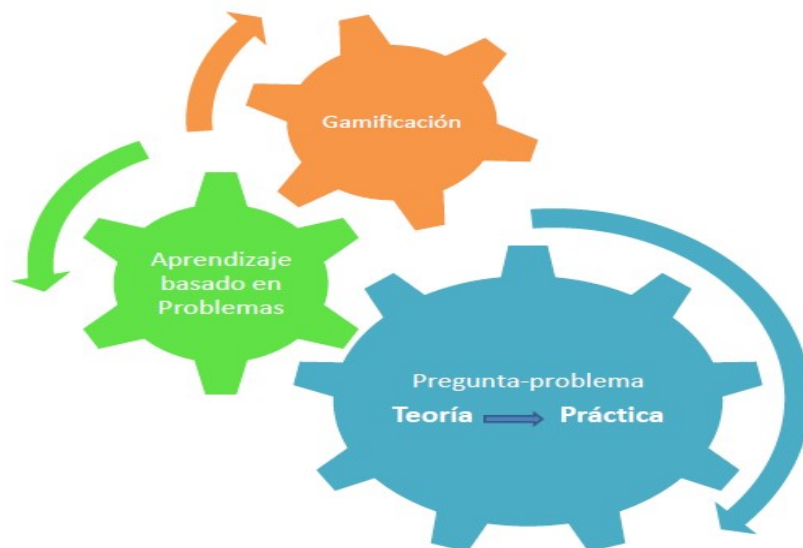 Gamificación
Aprendizaje
basado en
Problemas
Pregunta-problema
Teoría Práctica